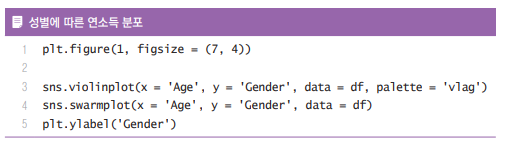 성별에 따른 연소득 분포
1 plt.figure(1, figsize = (7, 4))
2
3 sns.violinplot(x = 'Age', y = 'Gender', data = df, palette = 'vlag')
4 sns.swarmplot(x = 'Age', y = 'Gender', data = df)
5 plt.ylabel('Gender')